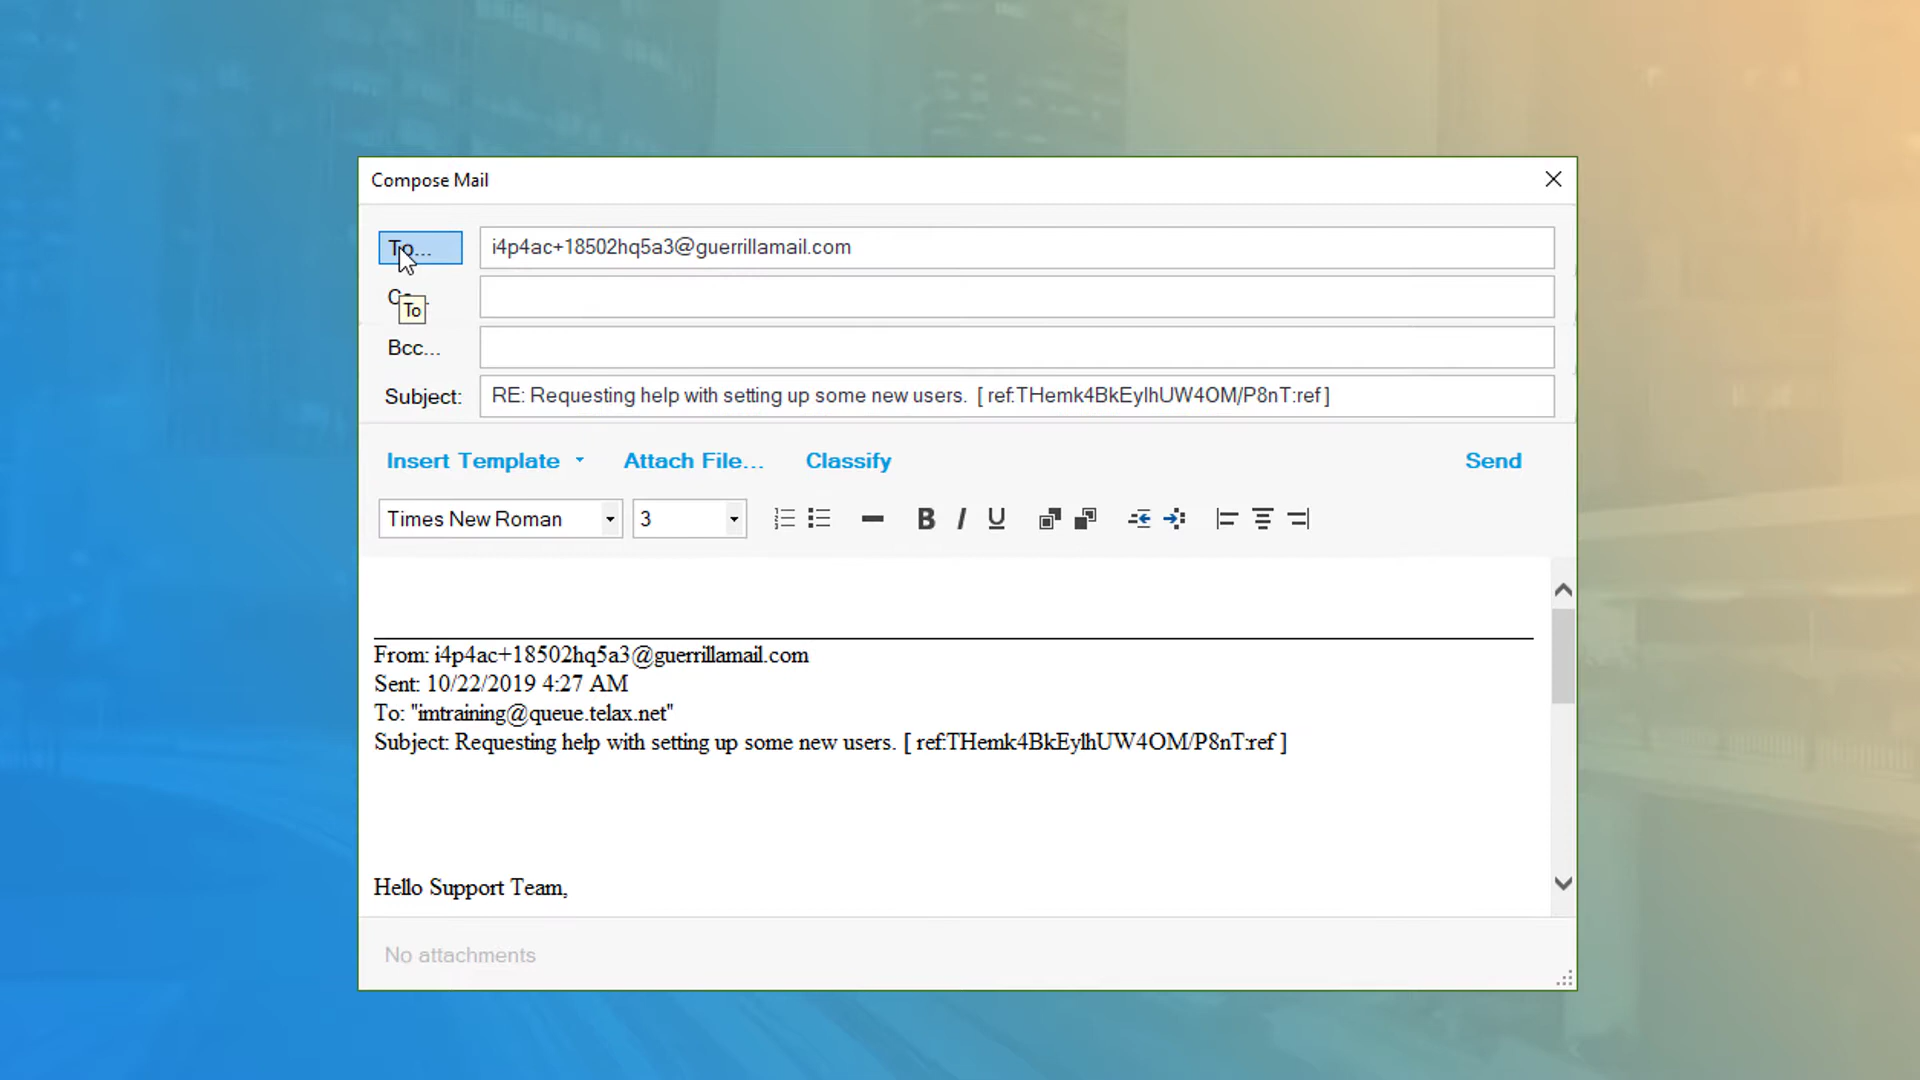 Compose Mail
To...
i4p4ac+18502hq5a3@guerrillamail.com
To
Bcc...
Subject:
RE: Requesting help with setting up some new users.  [ ref:THemk4BkEylhUW4OM/P8nT:ref ]
Insert Template
Attach File...
Classify
Send
Times New Roman
3
B I U
From: i4p4ac+18502hq5a3@guerrillamail.com
Sent: 10/22/2019 4:27 AM
To: "imtraining@queue.telax.net"
Subject: Requesting help with setting up some new users. [ ref:THemk4BkEylhUW4OM/P8nT:ref ]
Hello Support Team,
No attachments